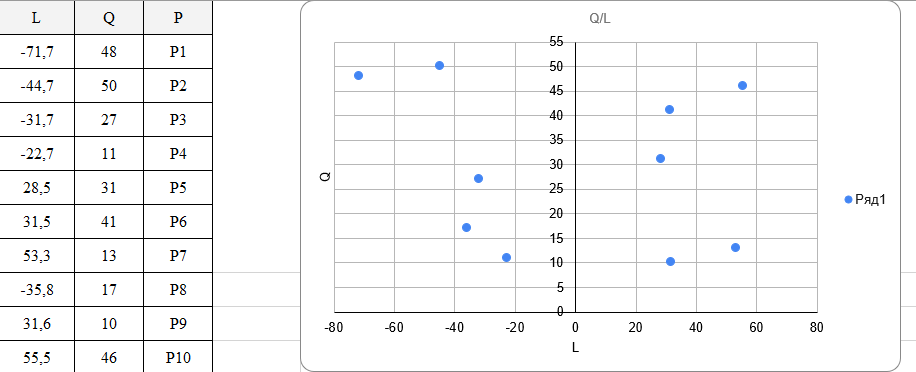 L Q P
-71,7 48 P1
-44,7 50 P2
-31,7 27 P3
-22,7 11 P4
28,5 31 P5
31,5 41 P6
53,3 13 P7
-35,8 17 P8
31,6 10 P9
55,5 46 P10
Q/L
55
50
45
40
35
30
25
20
15
10
5
0
Q
-80 -60 -40 -20 0 20 40 60 80
L
Ряд1